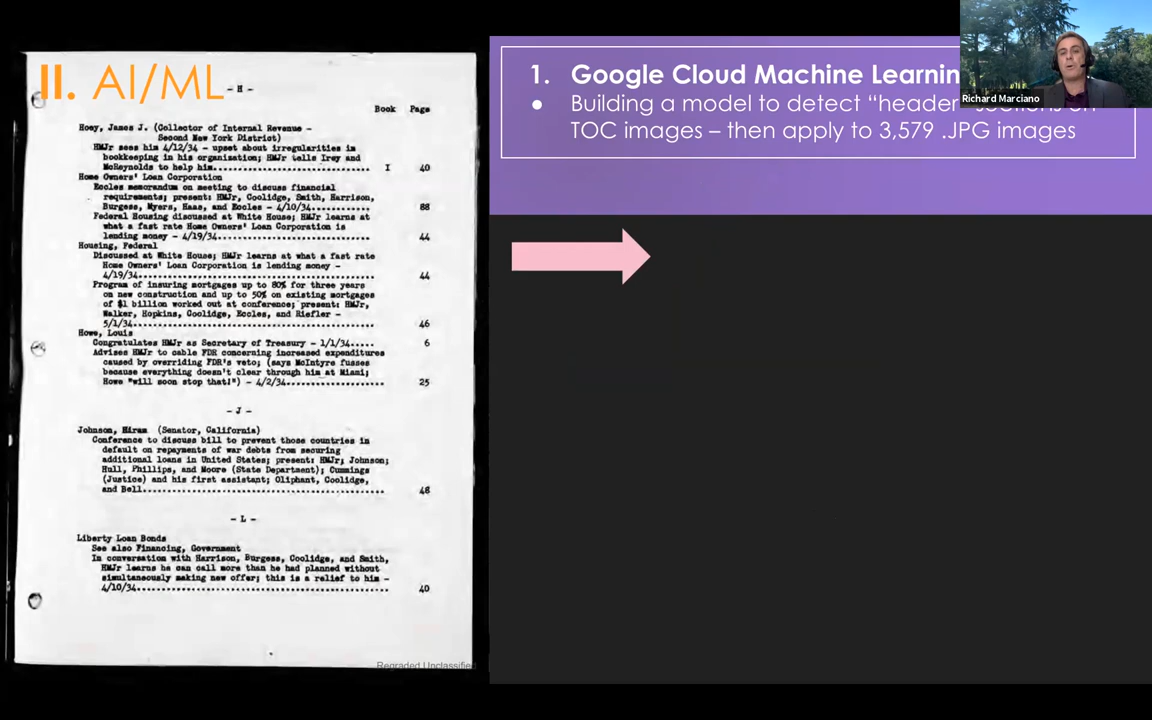 II. AI/ML
- H -
Book Page
Hoey, James J. (Collector of Internal Revenue -
Second New York District)
HMJr sees him 4/12/34 - upset about irregularities in
bookkeeping in his organization; HMJr tells Irey and
McReynolds to help him........................................ I 40
Home Owners' Loan Corporation
Eccles memorandum on meeting to discuss financial
requirements; present: HMJr, Coolidge, Smith, Harrison,
Burgess, Myers, Haas, and Eccles - 4/10/34............ 88
Federal Housing discussed at White House; HMJr learns at
what a fast rate Home Owners' Loan Corporation is
lending money - 4/19/34................................ 44
Housing, Federal
Discussed at White House; HMJr learns at what a fast rate
Home Owners' Loan Corporation is lending money -
4/19/34................................................ 44
Program of insuring mortgages up to 80% for three years
on new construction and up to 50% on existing mortgages
of $1 billion worked out at conference; present: HMJr,
Walker, Hopkins, Coolidge, Eccles, and Riefler -
5/1/34................................................. 46
Howe, Louis
Congratulates HMJr as Secretary of Treasury - 1/1/34..... 6
Advises HMJr to cable FDR concerning increased expenditures
caused by overriding FDR's veto; (says McIntyre fusses
because everything doesn't clear through him at Miami;
Howe "will soon stop that!") - 4/2/34.................. 25
- J -
Johnson, Hiram (Senator, California)
Conference to discuss bill to prevent those countries in
default on repayments of war debts from securing
additional loans in United States; present: HMJr; Johnson;
Hull, Phillips, and Moore (State Department); Cummings
(Justice) and his first assistant; Oliphant, Coolidge,
and Bell............................................... 48
- L -
Liberty Loan Bonds
See also Financing, Government
In conversation with Harrison, Burgess, Coolidge, and Smith,
HMJr learns he can call more than he had planned without
simultaneously making new offer; this is a relief to him -
4/10/34................................................ 40
Regraded Unclassified
1. Google Cloud Machine Learnin
● Building a model to detect “header” sections on
TOC images – then apply to 3,579 .JPG images
Richard Marciano